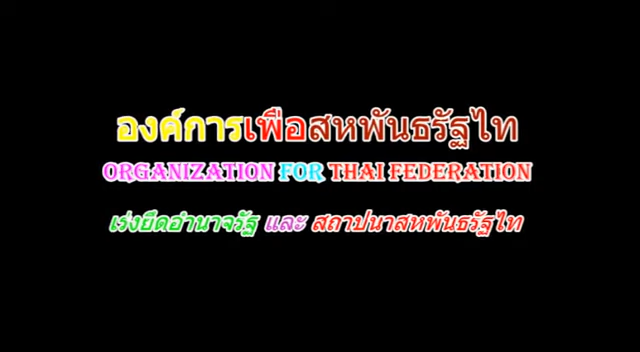 องค์การเพื่อสหพันธรัฐไท
ORGANIZATION FOR THAI FEDERATION
เร่งยึดอำนาจรัฐ และ สถาปนาสหพันธรัฐไท